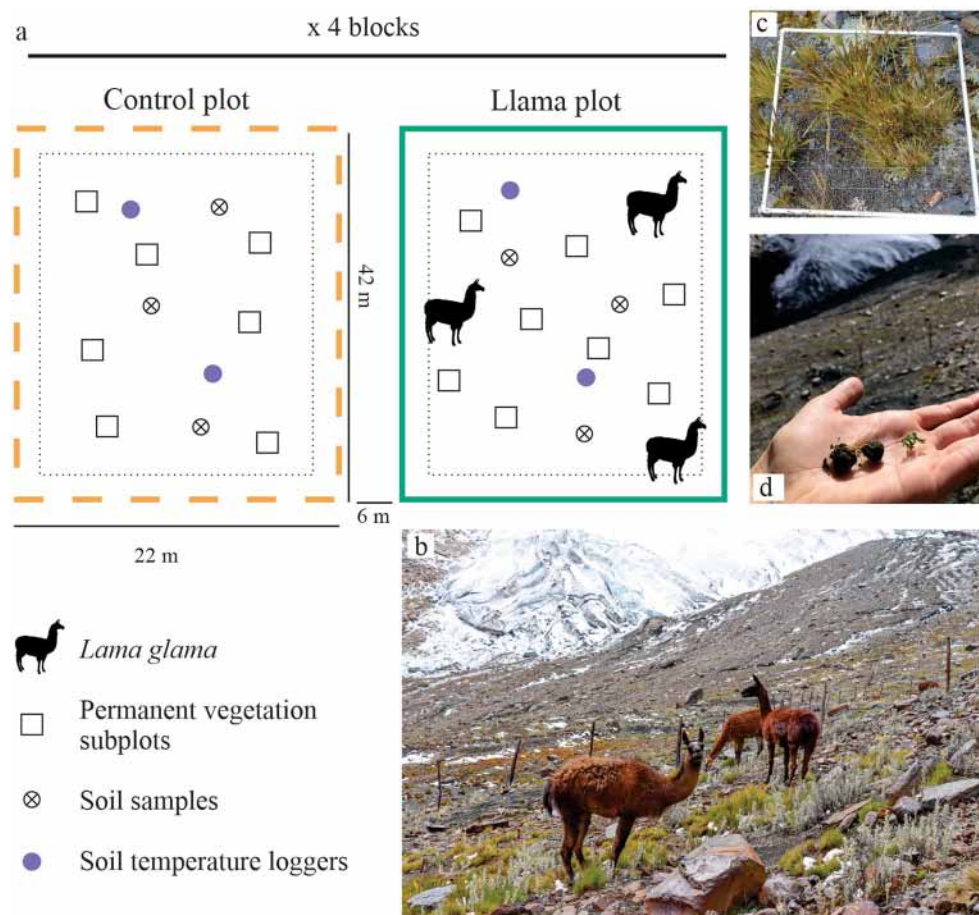 a
x 4 blocks
Control plot
Llama plot
42 m
6 m
22 m
Lama glama
Permanent vegetation
subplots
Soil samples
Soil temperature loggers
c
d
b